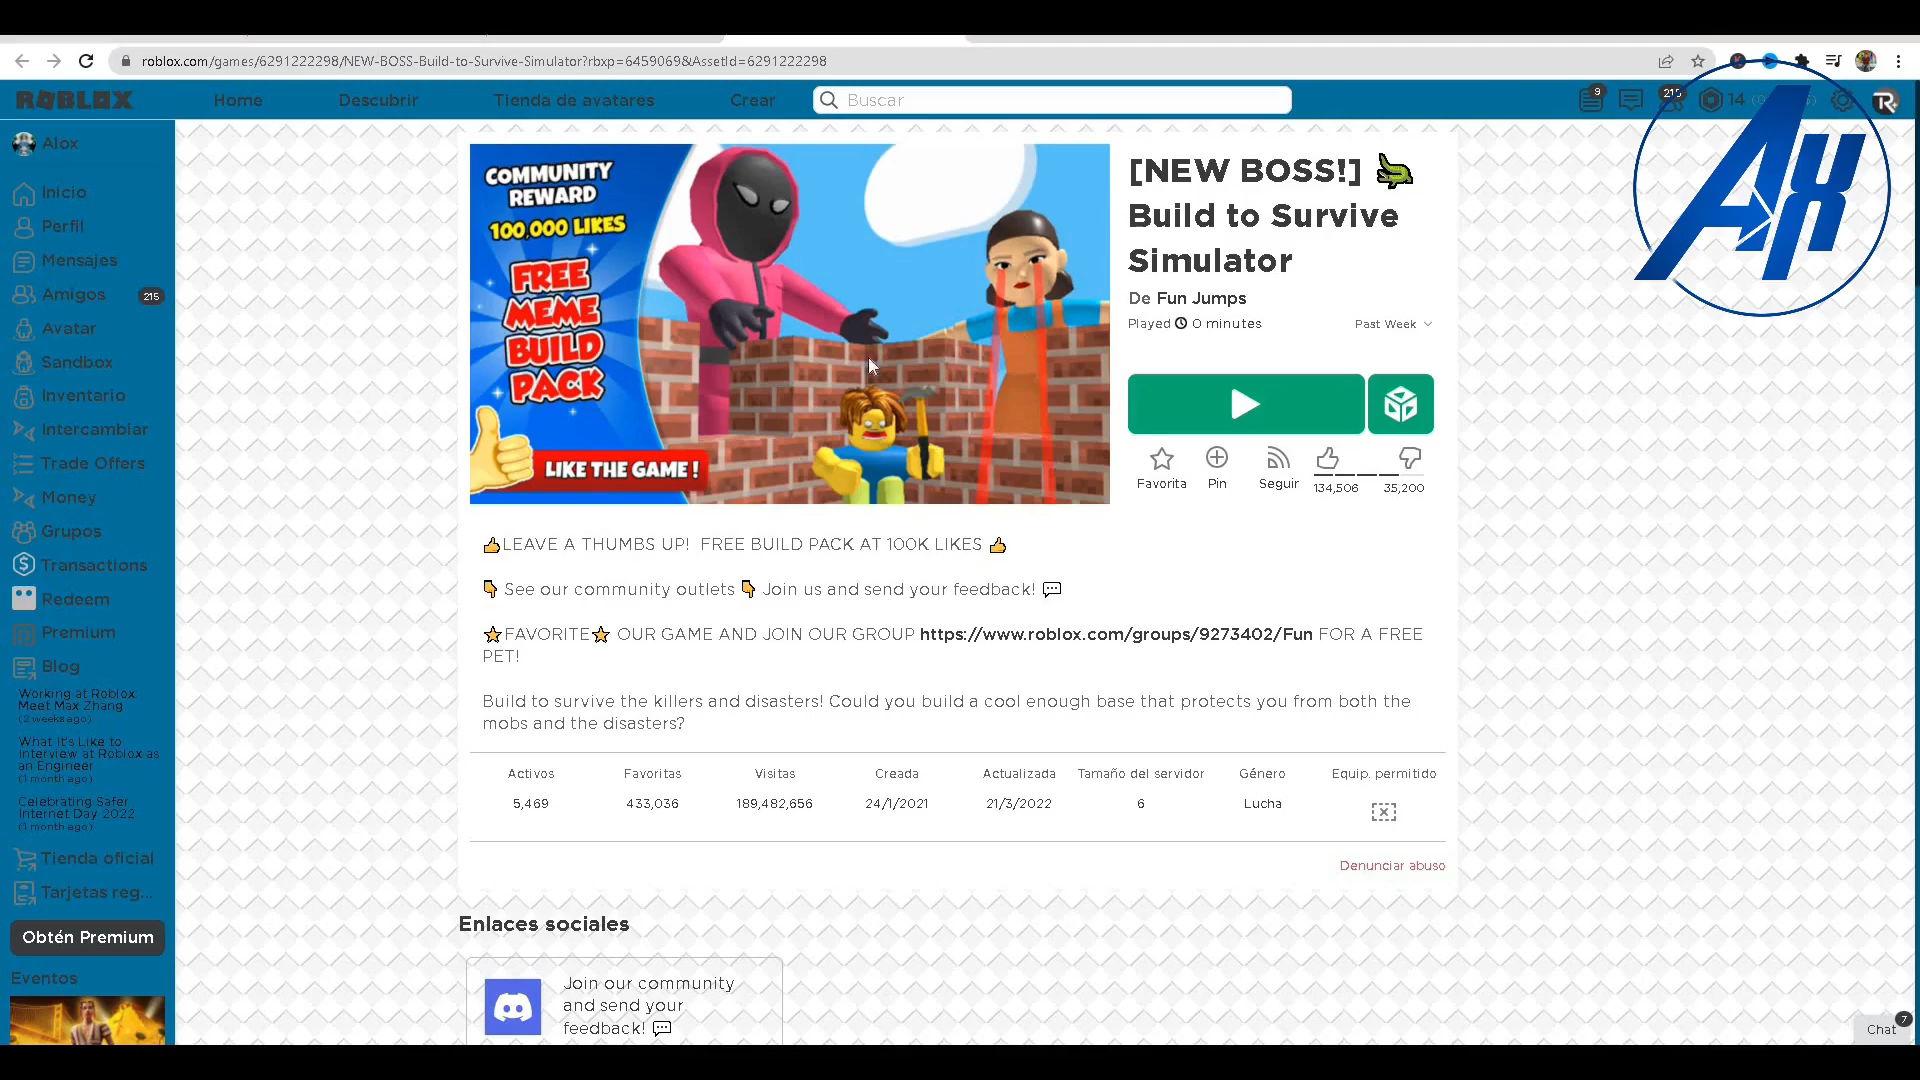 roblox.com/games/6291222298/NEW-BOSS-Build-to-Survive-Simulator?rbxp=6459069&AssetId=6291222298
ROBLOX
Home
Descubrir
Tienda de avatares
Crear
Buscar
9
215
14
Alox
Inicio
Perfil
Mensajes
Amigos
215
Avatar
Sandbox
Inventario
Intercambiar
Trade Offers
Money
Grupos
Transactions
Redeem
Premium
Blog
Working at Roblox:
Meet Max Zhang
(2 weeks ago)
What It's Like to
Interview at Roblox as
an Engineer
(1 month ago)
Celebrating Safer
Internet Day 2022
(1 month ago)
Tienda oficial
Tarjetas reg...
Obtén Premium
Eventos
COMMUNITY
REWARD
100,000 LIKES
FREE
MEME
BUILD
PACK
LIKE THE GAME!
[NEW BOSS!] 🐊
Build to Survive
Simulator
De Fun Jumps
Played 0 minutes
Past Week
Favorita
Pin
Seguir
134,506
35,200
👍LEAVE A THUMBS UP! FREE BUILD PACK AT 100K LIKES 👍
👇 See our community outlets 👇 Join us and send your feedback! 💬
⭐FAVORITE⭐ OUR GAME AND JOIN OUR GROUP https://www.roblox.com/groups/9273402/Fun FOR A FREE
PET!
Build to survive the killers and disasters! Could you build a cool enough base that protects you from both the
mobs and the disasters?
Activos Favoritas Visitas Creada Actualizada Tamaño del servidor Género Equip. permitido
5,469 433,036 189,482,656 24/1/2021 21/3/2022 6 Lucha
Denunciar abuso
Enlaces sociales
Join our community
and send your
feedback! 💬
Chat
7